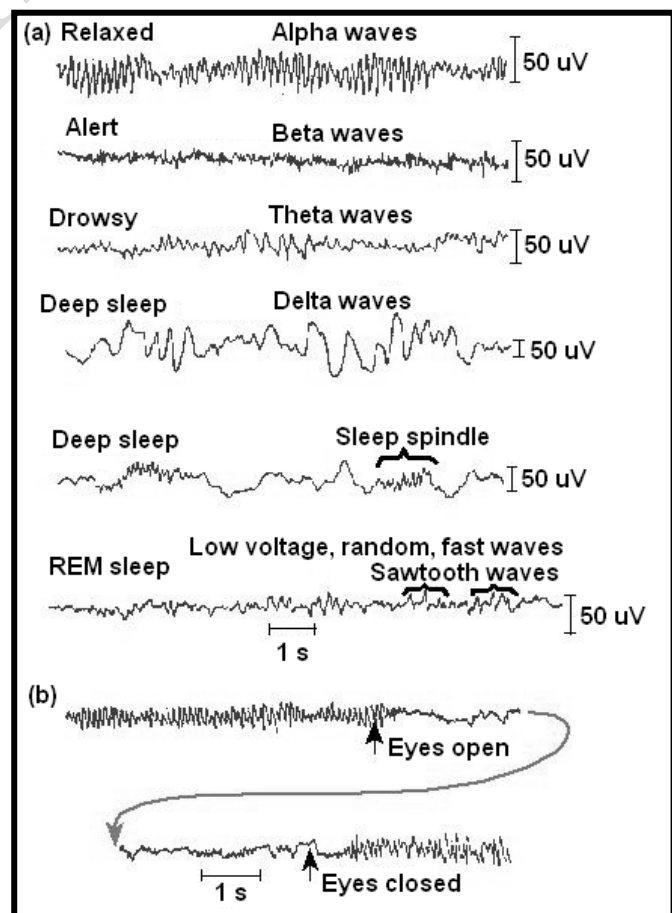 (a) Relaxed Alpha waves
50 uV
Alert Beta waves
50 uV
Drowsy Theta waves
50 uV
Deep sleep Delta waves
50 uV
Deep sleep Sleep spindle
50 uV
Low voltage, random, fast waves
REM sleep Sawtooth waves
50 uV
1 s
(b)
Eyes open
1 s
Eyes closed